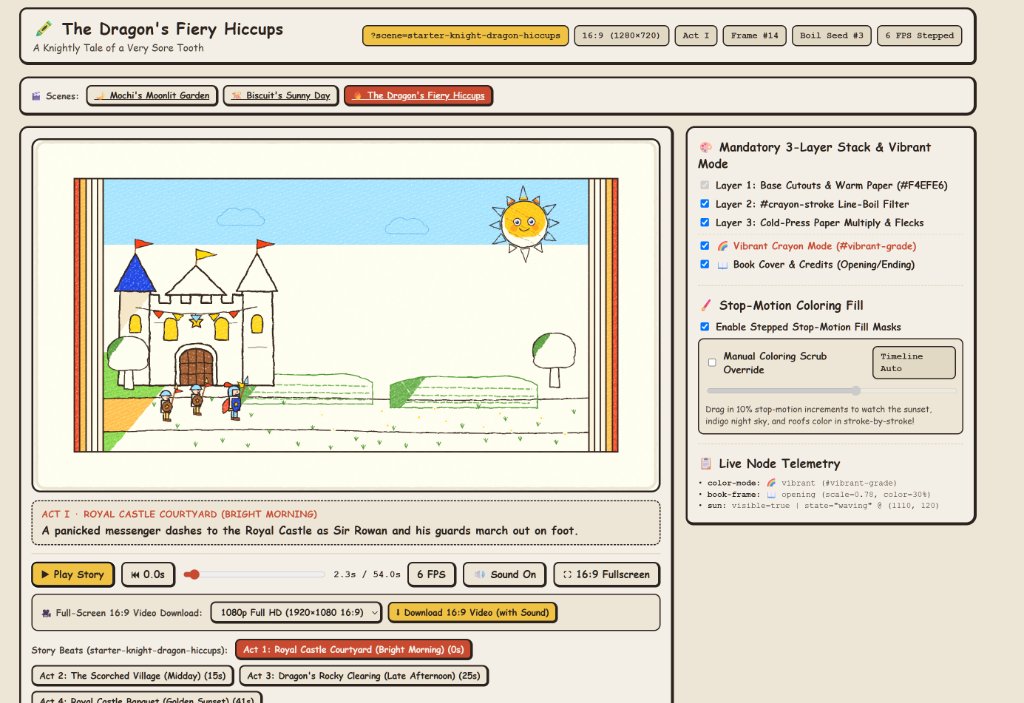 The Dragon's Fiery Hiccups
A Knightly Tale of a Very Sore Tooth
?scene=starter-knight-dragon-hiccups
16:9 (1280×720)
Act I
Frame #14
Boil Seed #3
6 FPS Stepped
Scenes:
Mochi's Moonlit Garden
Biscuit's Sunny Day
The Dragon's Fiery Hiccups
ACT I · ROYAL CASTLE COURTYARD (BRIGHT MORNING)
A panicked messenger dashes to the Royal Castle as Sir Rowan and his guards march out on foot.
▶ Play Story
⏮ 0.0s
2.3s / 54.0s
6 FPS
Sound On
16:9 Fullscreen
Full-Screen 16:9 Video Download:
1080p Full HD (1920×1080 16:9)
⬇ Download 16:9 Video (with Sound)
Story Beats (starter-knight-dragon-hiccups):
Act 1: Royal Castle Courtyard (Bright Morning) (0s)
Act 2: The Scorched Village (Midday) (15s)
Act 3: Dragon's Rocky Clearing (Late Afternoon) (25s)
Act 4: Royal Castle Banquet (Golden Sunset) (41s)
Mandatory 3-Layer Stack & Vibrant
Mode
Layer 1: Base Cutouts & Warm Paper (#F4EFE6)
Layer 2: #crayon-stroke Line-Boil Filter
Layer 3: Cold-Press Paper Multiply & Flecks
Vibrant Crayon Mode (#vibrant-grade)
Book Cover & Credits (Opening/Ending)
Stop-Motion Coloring Fill
Enable Stepped Stop-Motion Fill Masks
Manual Coloring Scrub
Override
Timeline
Auto
Drag in 10% stop-motion increments to watch the sunset,
indigo night sky, and roofs color in stroke-by-stroke!
Live Node Telemetry
• color-mode: vibrant (#vibrant-grade)
• book-frame: opening (scale=0.78, color=30%)
• sun: visible=true | state="waving" @ (1110, 120)